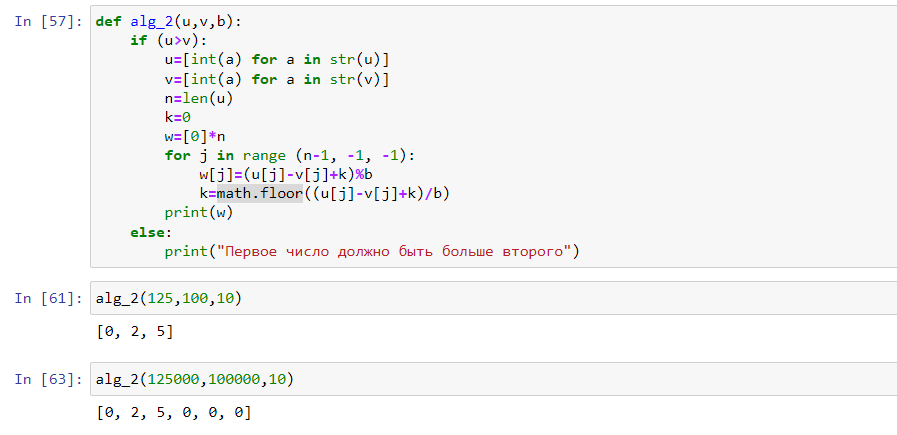 In [57]: def alg_2(u,v,b):
    if (u>v):
        u=[int(a) for a in str(u)]
        v=[int(a) for a in str(v)]
        n=len(u)
        k=0
        w=[0]*n
        for j in range (n-1, -1, -1):
            w[j]=(u[j]-v[j]+k)%b
            k=math.floor((u[j]-v[j]+k)/b)
        print(w)
    else:
        print("Первое число должно быть больше второго")
In [61]: alg_2(125,100,10)
[0, 2, 5]
In [63]: alg_2(125000,100000,10)
[0, 2, 5, 0, 0, 0]